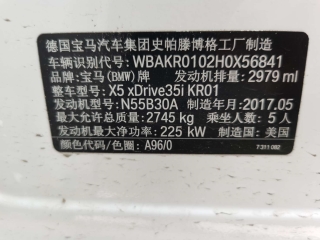 德国宝马汽车集团史帕滕博格工厂制造
车辆识别代号: WBAKR0102H0X56841
品牌: 宝马(BMW)牌 发动机排量: 2979 ml
整车型号: X5 xDrive35i KR01
发动机型号: N55B30A 制造年月: 2017.05
最大允许总质量: 2745 kg 乘坐人数: 5 人
发动机最大净功率: 225 kW 制造国: 美国
颜色代码/色圈: A96/0
7 311 082